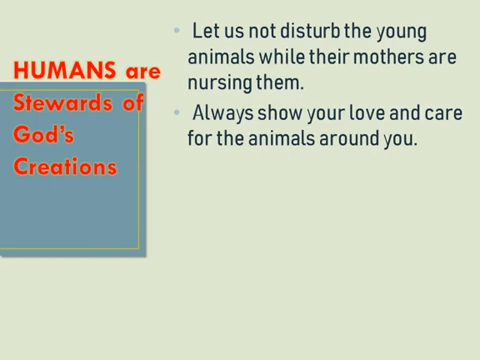 HUMANS are
Stewards of
God's
Creations
Let us not disturb the young
animals while their mothers are
nursing them.
Always show your love and care
for the animals around you.